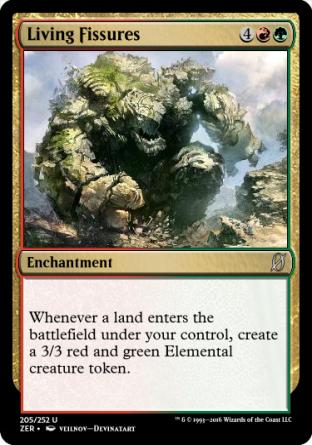 Living Fissures 4
Enchantment
Whenever a land enters the
battlefield under your control, create
a 3/3 red and green Elemental
creature token.
205/252 U
ZER • VEILNOV–DEVINATART
™ & © 1993–2016 Wizards of the Coast LLC